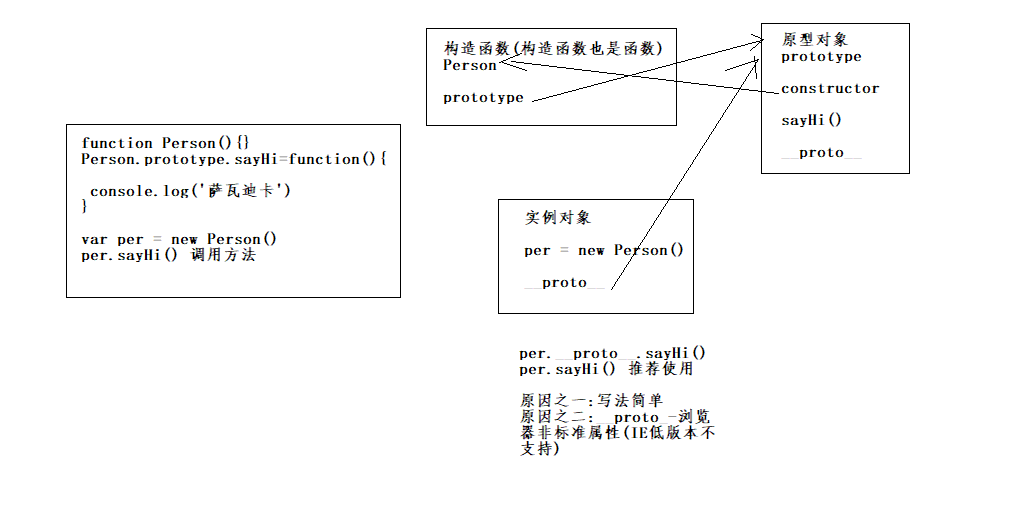 构造函数(构造函数也是函数)
Person
prototype
原型对象
prototype
constructor
sayHi()
__proto__
function Person(){}
Person.prototype.sayHi=function(){
console.log('萨瓦迪卡')
}
var per = new Person()
per.sayHi() 调用方法
实例对象
per = new Person()
__proto__
per.__proto__.sayHi()
per.sayHi() 推荐使用
原因之一:写法简单
原因之二:__proto_-浏览
器非标准属性(IE低版本不
支持)